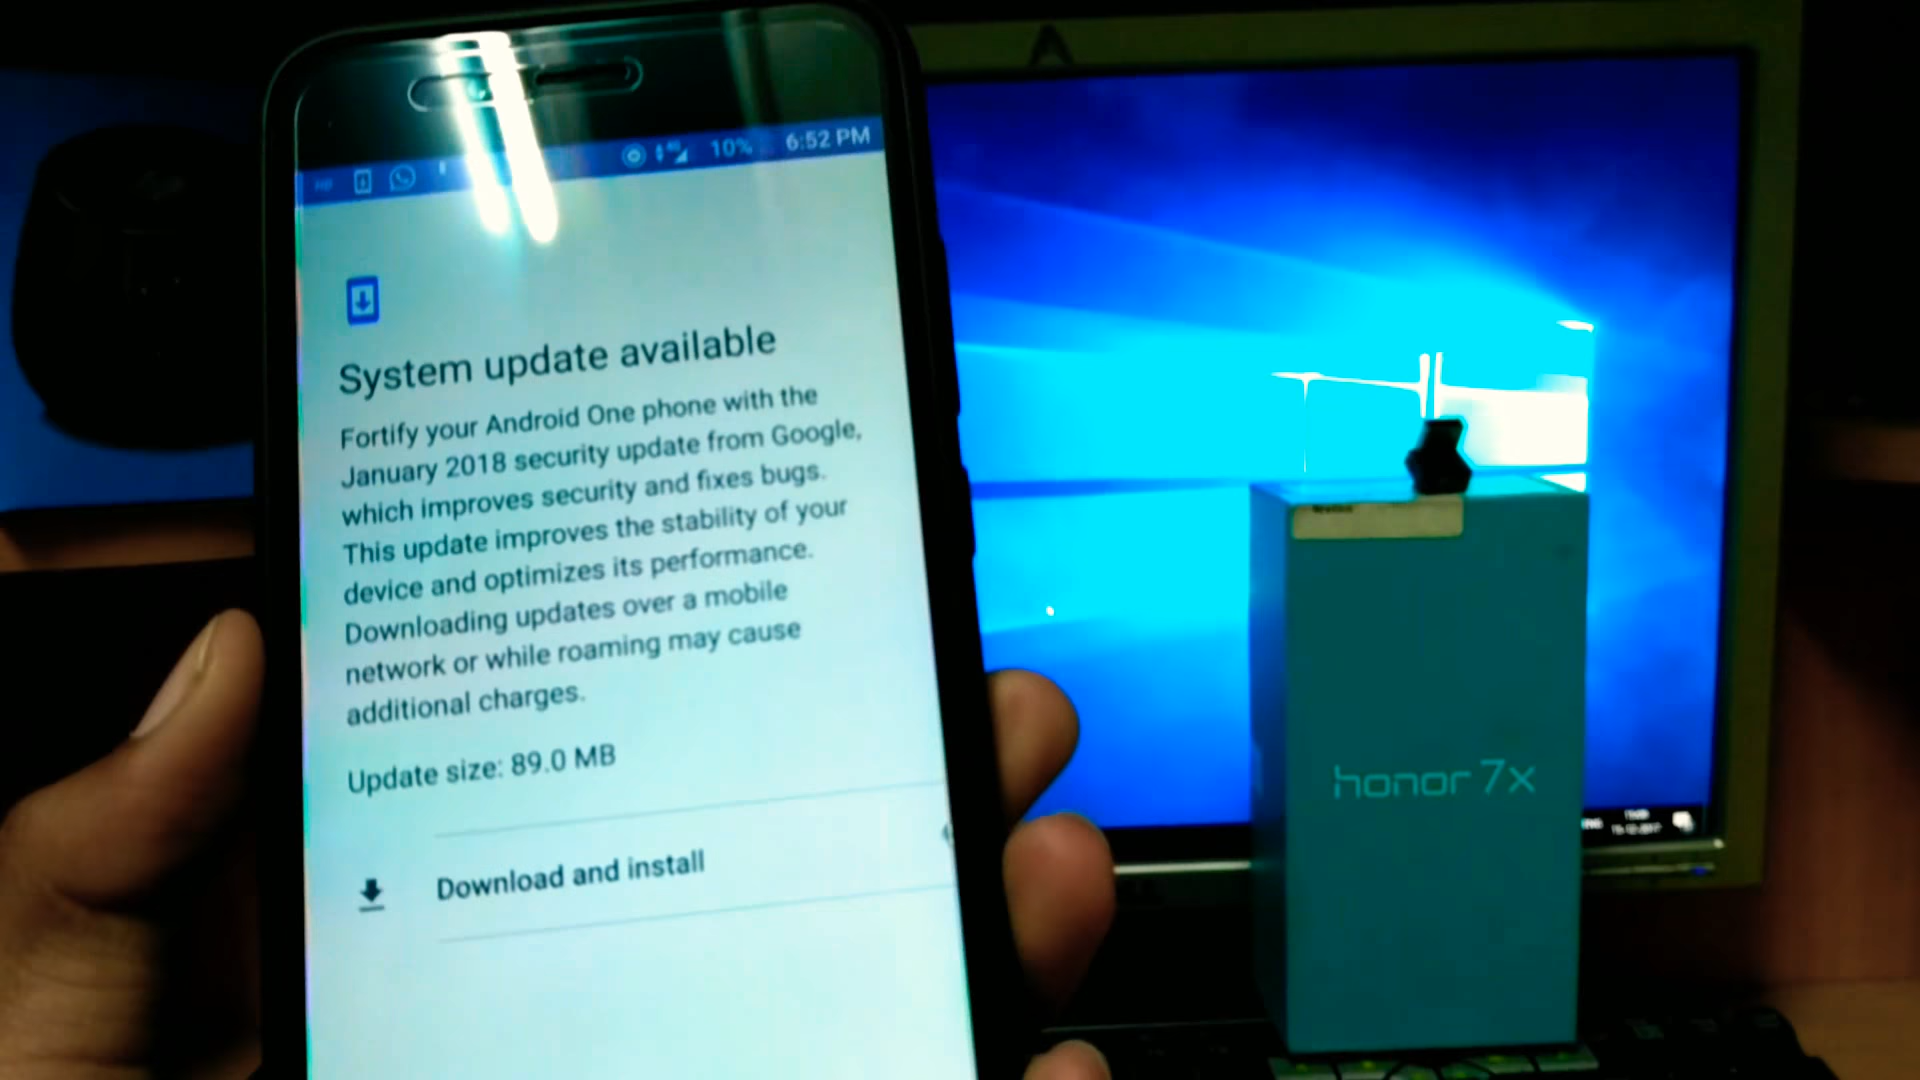 10% 6:52 PM
System update available
Fortify your Android One phone with the
January 2018 security update from Google,
which improves security and fixes bugs.
This update improves the stability of your
device and optimizes its performance.
Downloading updates over a mobile
network or while roaming may cause
additional charges.
Update size: 89.0 MB
Download and install
honor 7x